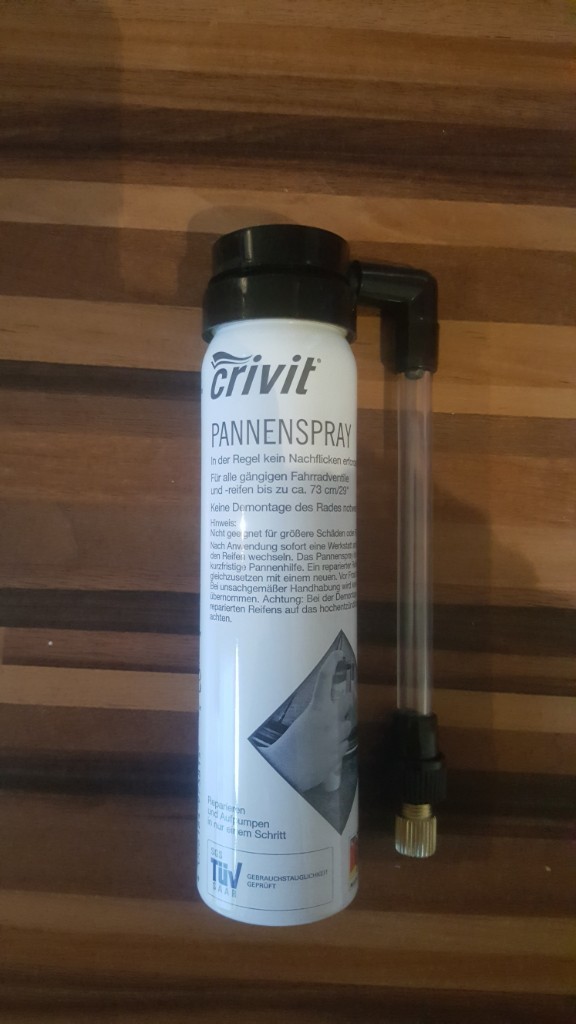 crivit®
PANNENSPRAY
In der Regel kein Nachflicken
Für alle gängigen Fahrradventile
und -reifen bis zu ca. 73 cm/29"
Keine Demontage des Rades
Hinweis:
Nicht geeignet für größere Schäden
Nach Anwendung sofort eine Werkstatt
den Reifen wechseln. Das Pannenspray
kurzfristige Pannenhilfe. Ein reparierter
gleichzusetzen mit einem neuen. Vor
Bei unsachgemäßer Handhabung wird
übernommen. Achtung: Bei der
reparierten Reifens auf das
achten.
Reparieren
und Aufpumpen
in nur einem Schritt
TÜV
SAAR
GEBRAUCHSTAUGLICHKEIT
GEPRÜFT